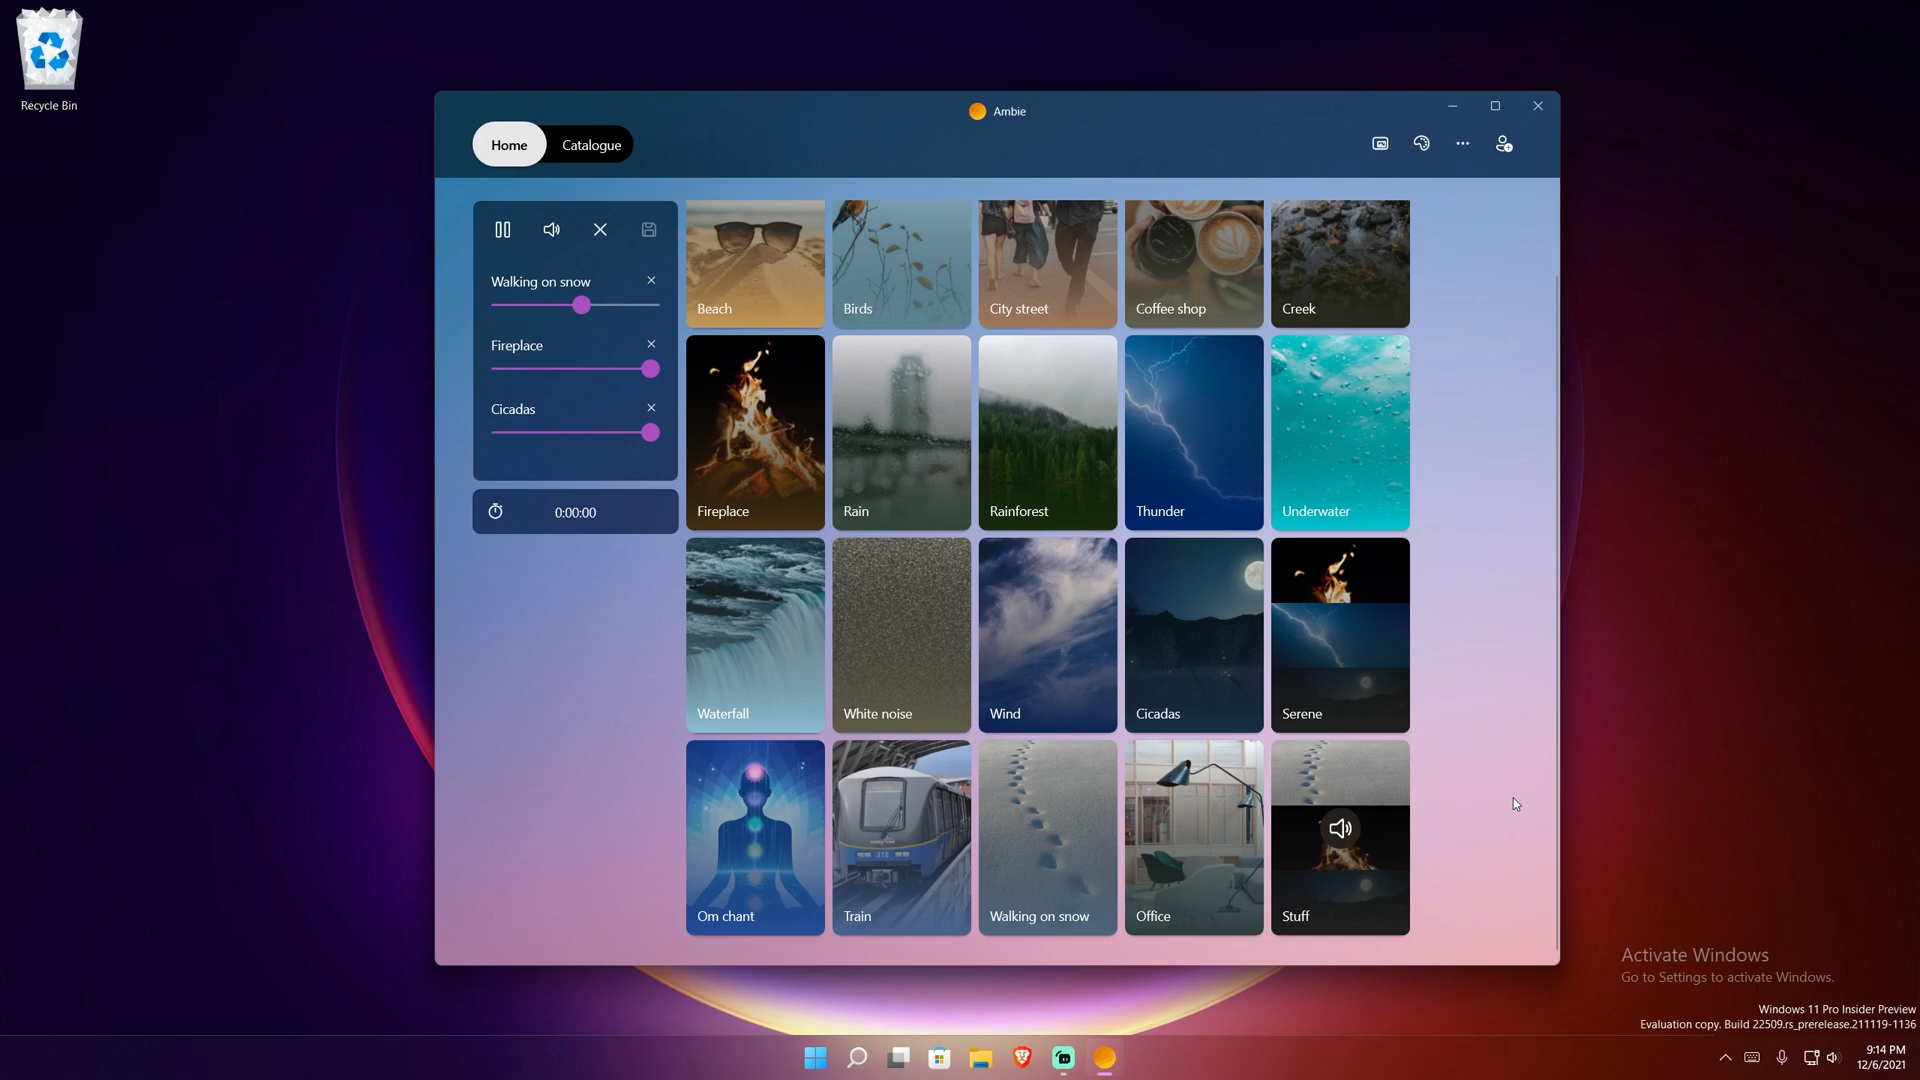 Recycle Bin
Ambie
Home
Catalogue
Walking on snow
Fireplace
Cicadas
0:00:00
Beach
Birds
City street
Coffee shop
Creek
Fireplace
Rain
Rainforest
Thunder
Underwater
Waterfall
White noise
Wind
Cicadas
Serene
Om chant
Train
Walking on snow
Office
Stuff
Activate Windows
Go to Settings to activate Windows.
Windows 11 Pro Insider Preview
Evaluation copy. Build 22509.rs_prerelease.211119-1136
9:14 PM
12/6/2021